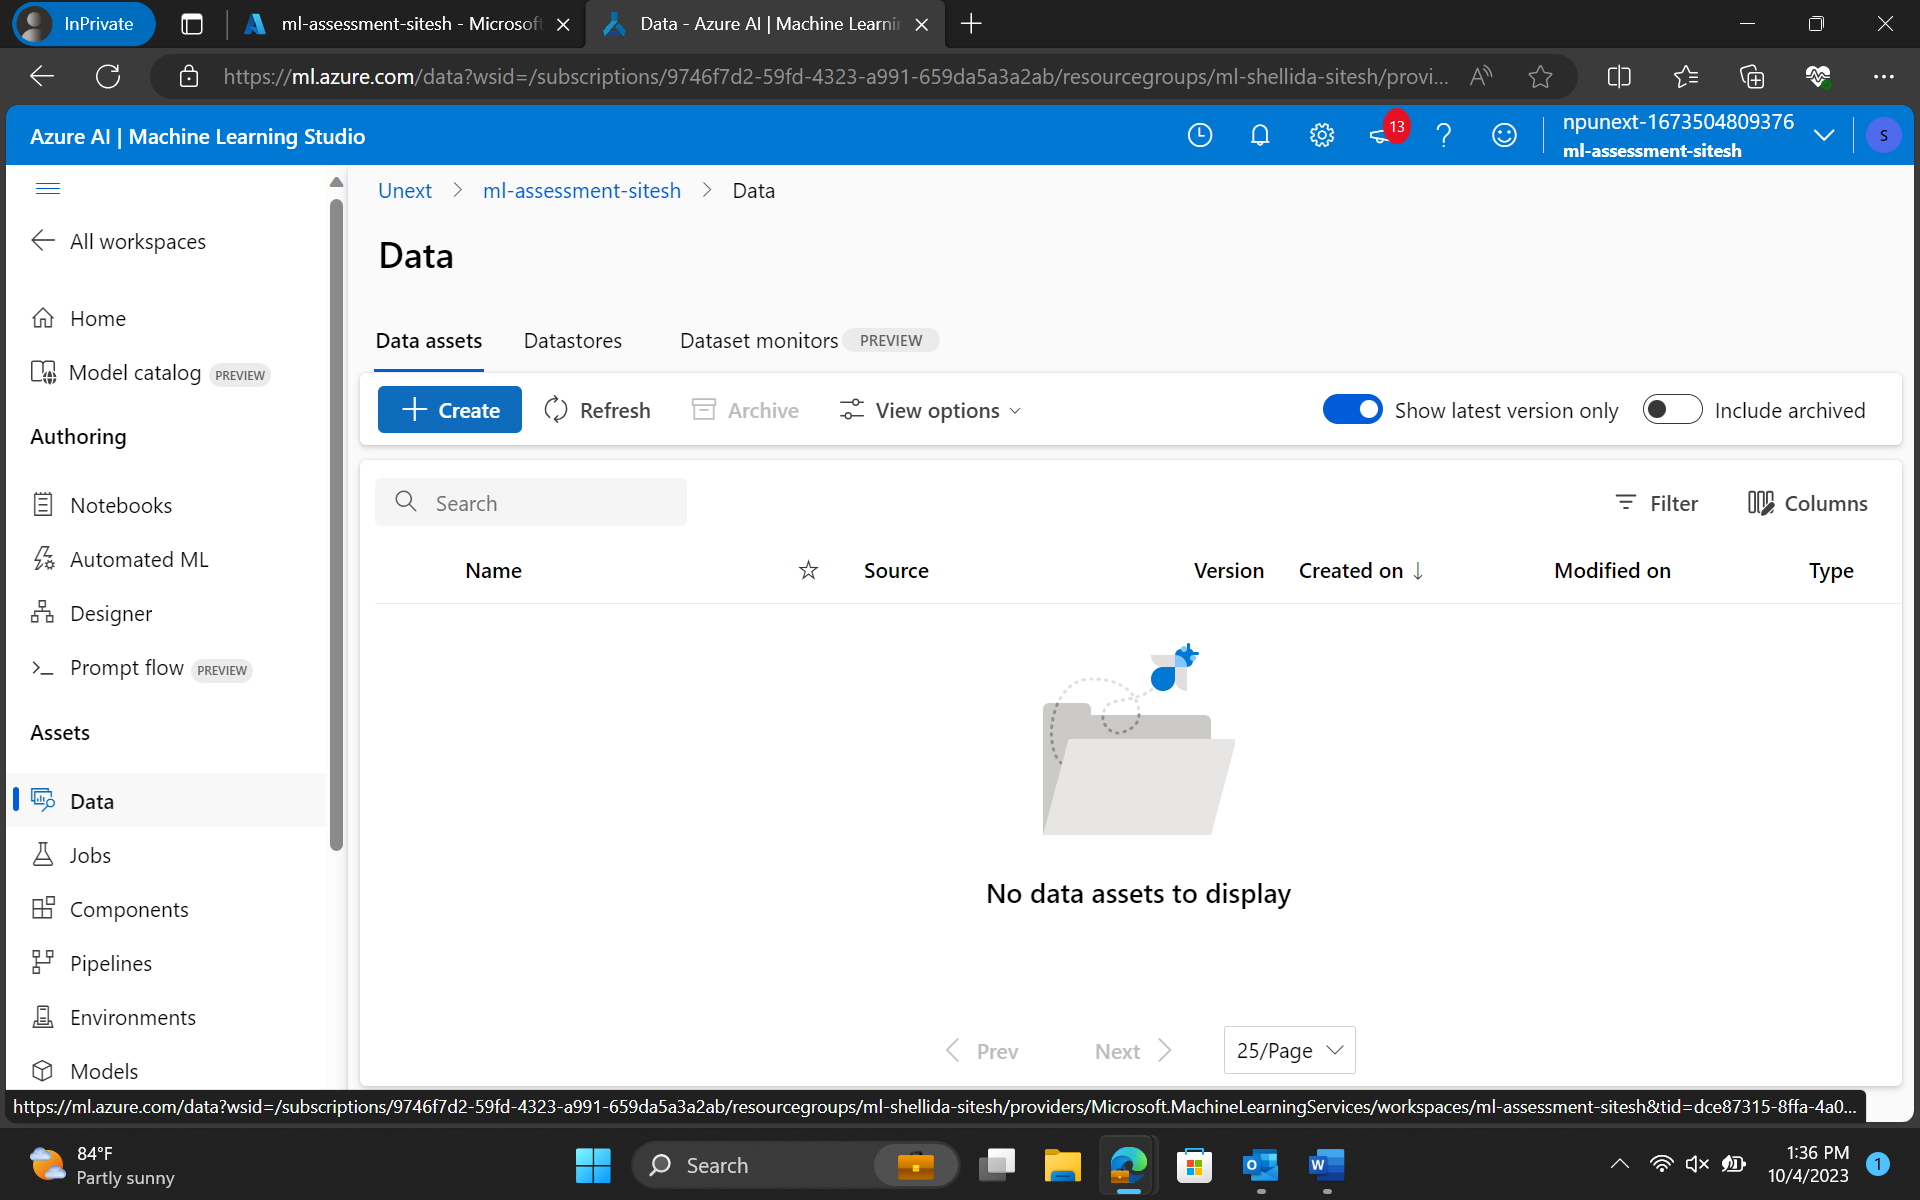 InPrivate
ml-assessment-sitesh - Microsoft
Data - Azure AI | Machine Learnin
https://ml.azure.com/data?wsid=/subscriptions/9746f7d2-59fd-4323-a991-659da5a3a2ab/resourcegroups/ml-shellida-sitesh/provi...
Azure AI | Machine Learning Studio
13
?
npunext-1673504809376
ml-assessment-sitesh
S
All workspaces
Home
Model catalog PREVIEW
Authoring
Notebooks
Automated ML
Designer
Prompt flow PREVIEW
Assets
Data
Jobs
Components
Pipelines
Environments
Models
Unext > ml-assessment-sitesh > Data
Data
Data assets Datastores Dataset monitors PREVIEW
+ Create Refresh Archive View options Show latest version only Include archived
Search Filter Columns
Name Source Version Created on ↓ Modified on Type
No data assets to display
Prev Next 25/Page
https://ml.azure.com/data?wsid=/subscriptions/9746f7d2-59fd-4323-a991-659da5a3a2ab/resourcegroups/ml-shellida-sitesh/providers/Microsoft.MachineLearningServices/workspaces/ml-assessment-sitesh&tid=dce87315-8ffa-4a0...
84°F
Partly sunny
Search
1:36 PM
10/4/2023
1